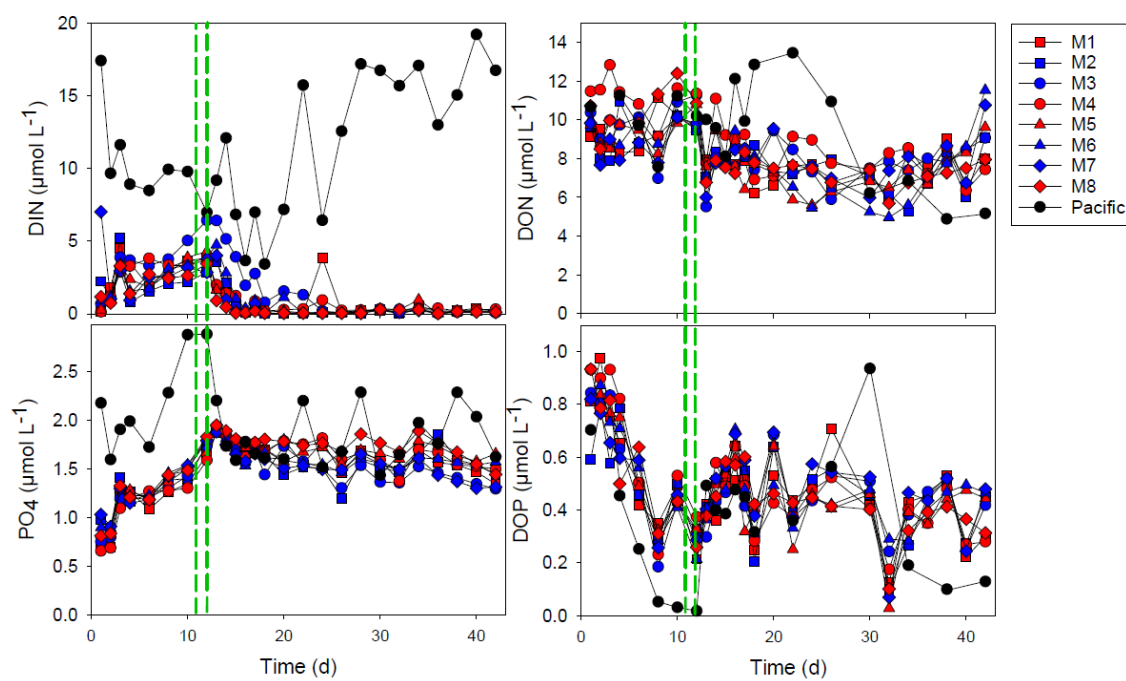 20
15
10
5
0
DIN (µmol L⁻¹)
14
12
10
8
6
4
2
0
DON (µmol L⁻¹)
M1
M2
M3
M4
M5
M6
M7
M8
Pacific
2.5
2.0
1.5
1.0
0.5
0.0
PO₄ (µmol L⁻¹)
0 10 20 30 40
Time (d)
1.0
0.8
0.6
0.4
0.2
0.0
DOP (µmol L⁻¹)
0 10 20 30 40
Time (d)